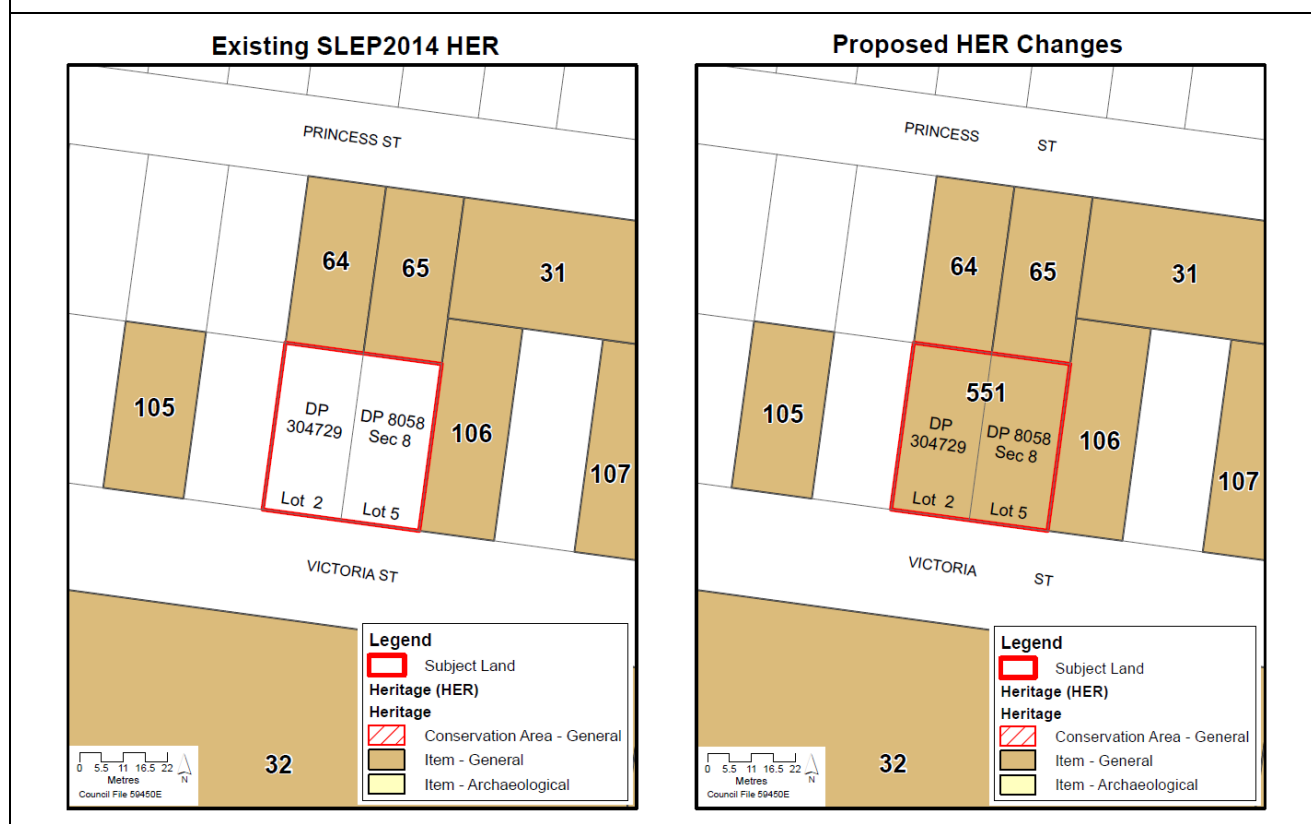 Existing SLEP2014 HER
PRINCESS ST
64
65
31
105
DP
304729
DP 8058
Sec 8
106
107
Lot 2
Lot 5
VICTORIA ST
32
Legend
Subject Land
Heritage (HER)
Heritage
Conservation Area - General
Item - General
Item - Archaeological
0 5.5 11 16.5 22
Metres
N
Council File 59450E
Proposed HER Changes
PRINCESS ST
64
65
31
551
105
DP
304729
DP 8058
Sec 8
106
107
Lot 2
Lot 5
VICTORIA ST
32
Legend
Subject Land
Heritage (HER)
Heritage
Conservation Area - General
Item - General
Item - Archaeological
0 5.5 11 16.5 22
Metres
N
Council File 59450E